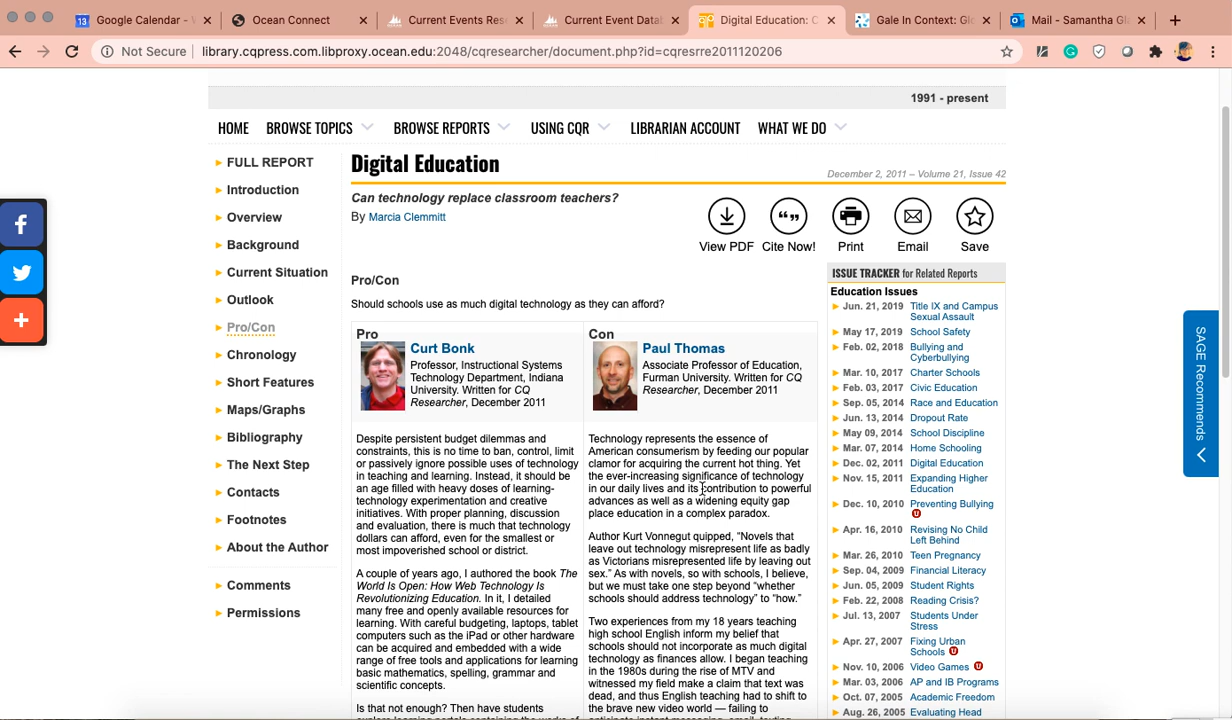 Google Calendar - W
Ocean Connect
Current Events Rese
Current Event Datab
Digital Education: C
Gale In Context: Glo
Mail - Samantha Gla
Not Secure
library.cqpress.com.libproxy.ocean.edu:2048/cqresearcher/document.php?id=cqresrre2011120206
1991 - present
HOME
BROWSE TOPICS
BROWSE REPORTS
USING CQR
LIBRARIAN ACCOUNT
WHAT WE DO
FULL REPORT
Introduction
Overview
Background
Current Situation
Outlook
Pro/Con
Chronology
Short Features
Maps/Graphs
Bibliography
The Next Step
Contacts
Footnotes
About the Author
Comments
Permissions
Digital Education
December 2, 2011 – Volume 21, Issue 42
Can technology replace classroom teachers?
By Marcia Clemmitt
View PDF
Cite Now!
Print
Email
Save
Pro/Con
Should schools use as much digital technology as they can afford?
Pro
Curt Bonk
Professor, Instructional Systems
Technology Department, Indiana
University. Written for CQ
Researcher, December 2011
Despite persistent budget dilemmas and
constraints, this is no time to ban, control, limit
or passively ignore possible uses of technology
in teaching and learning. Instead, it should be
an age filled with heavy doses of learning-
technology experimentation and creative
initiatives. With proper planning, discussion
and evaluation, there is much that technology
dollars can afford, even for the smallest or
most impoverished school or district.
A couple of years ago, I authored the book The
World Is Open: How Web Technology Is
Revolutionizing Education. In it, I detailed
many free and openly available resources for
learning. With careful budgeting, laptops, tablet
computers such as the iPad or other hardware
can be acquired and embedded with a wide
range of free tools and applications for learning
basic mathematics, spelling, grammar and
scientific concepts.
Is that not enough? Then have students
explore learning portals containing the works of
Con
Paul Thomas
Associate Professor of Education,
Furman University. Written for CQ
Researcher, December 2011
Technology represents the essence of
American consumerism by feeding our popular
clamor for acquiring the current hot thing. Yet
the ever-increasing significance of technology
in our daily lives and its contribution to powerful
advances as well as a widening equity gap
place education in a complex paradox.
Author Kurt Vonnegut quipped, "Novels that
leave out technology misrepresent life as badly
as Victorians misrepresented life by leaving out
sex." As with novels, so with schools, I believe,
but we must take one step beyond "whether
schools should address technology" to "how."
Two experiences from my 18 years teaching
high school English inform my belief that
schools should not incorporate as much digital
technology as finances allow. I began teaching
in the 1980s during the rise of MTV and
witnessed my field make a claim that text was
dead, and thus English teaching had to shift to
the brave new video world — failing to
anticipate instant messaging, email, texting,
ISSUE TRACKER for Related Reports
Education Issues
Jun. 21, 2019 Title IX and Campus
Sexual Assault
May 17, 2019 School Safety
Feb. 02, 2018 Bullying and
Cyberbullying
Mar. 10, 2017 Charter Schools
Feb. 03, 2017 Civic Education
Sep. 05, 2014 Race and Education
Jun. 13, 2014 Dropout Rate
May 09, 2014 School Discipline
Mar. 07, 2014 Home Schooling
Dec. 02, 2011 Digital Education
Nov. 15, 2011 Expanding Higher
Education
Dec. 10, 2010 Preventing Bullying
U
Apr. 16, 2010 Revising No Child
Left Behind
Mar. 26, 2010 Teen Pregnancy
Sep. 04, 2009 Financial Literacy
Jun. 05, 2009 Student Rights
Feb. 22, 2008 Reading Crisis?
Jul. 13, 2007 Students Under
Stress
Apr. 27, 2007 Fixing Urban
Schools U
Nov. 10, 2006 Video Games U
Mar. 03, 2006 AP and IB Programs
Oct. 07, 2005 Academic Freedom
Aug. 26, 2005 Evaluating Head
SAGE Recommends